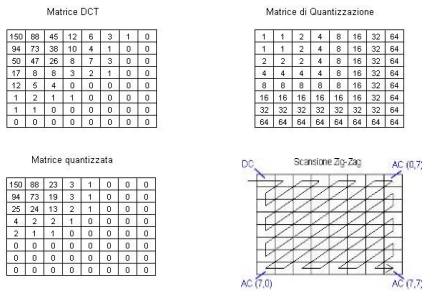 Matrice DCT
150 88 45 12 6 3 1 0
94 73 38 10 4 1 0 0
50 47 26 8 7 3 0 0
17 8 8 3 2 1 0 0
12 5 4 0 0 0 0 0
1 2 1 1 0 0 0 0
1 1 0 0 0 0 0 0
0 0 0 0 0 0 0 0
Matrice di Quantizzazione
1 1 2 4 8 16 32 64
1 1 2 4 8 16 32 64
2 2 2 4 8 16 32 64
4 4 4 4 8 16 32 64
8 8 8 8 8 16 32 64
16 16 16 16 16 16 32 64
32 32 32 32 32 32 32 64
64 64 64 64 64 64 64 64
Matrice quantizzata
150 88 23 3 1 0 0 0
94 73 19 3 1 0 0 0
25 24 13 2 1 0 0 0
4 2 2 1 0 0 0 0
2 1 1 0 0 0 0 0
0 0 0 0 0 0 0 0
0 0 0 0 0 0 0 0
0 0 0 0 0 0 0 0
Scansione Zig-Zag
DC
AC (0,7)
AC (7,0)
AC (7,7)